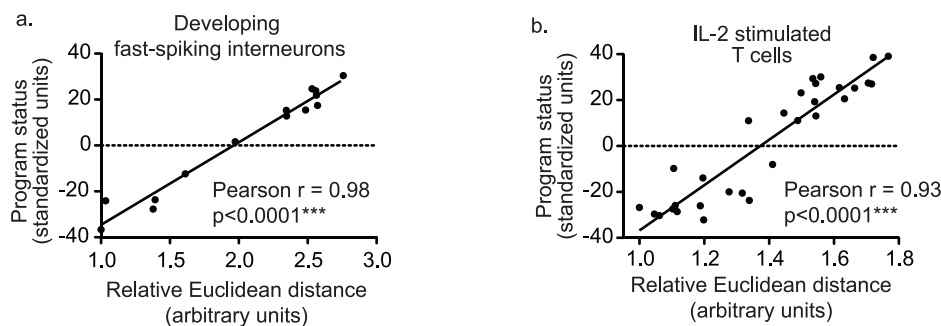 a.
Developing
fast-spiking interneurons
Program status
(standardized units)
40
20
0
-20
-40
Pearson r = 0.98
p<0.0001***
1.0
1.5
2.0
2.5
3.0
Relative Euclidean distance
(arbitrary units)
b.
IL-2 stimulated
T cells
Program status
(standardized units)
40
20
0
-20
-40
Pearson r = 0.93
p<0.0001***
1.0
1.2
1.4
1.6
1.8
Relative Euclidean distance
(arbitrary units)